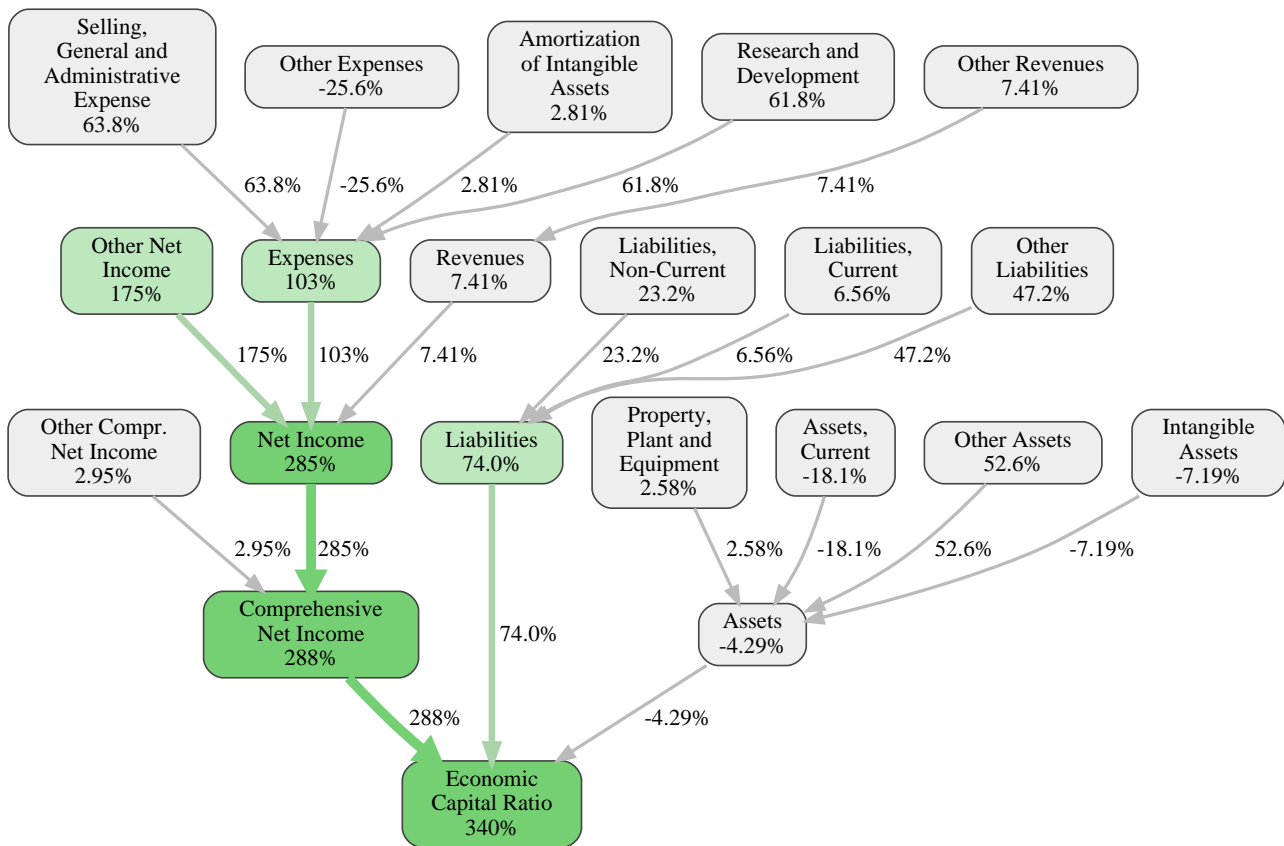 Selling,
General and
Administrative
Expense
63.8%
Other Expenses
-25.6%
Amortization
of Intangible
Assets
2.81%
Research and
Development
61.8%
Other Revenues
7.41%
63.8%
-25.6%
2.81%
61.8%
7.41%
Other Net
Income
175%
Expenses
103%
Revenues
7.41%
Liabilities,
Non-Current
23.2%
Liabilities,
Current
6.56%
Other
Liabilities
47.2%
175%
103%
7.41%
23.2%
6.56%
47.2%
Other Compr.
Net Income
2.95%
Net Income
285%
Liabilities
74.0%
Property,
Plant and
Equipment
2.58%
Assets,
Current
-18.1%
Other Assets
52.6%
Intangible
Assets
-7.19%
2.95%
285%
2.58%
-18.1%
52.6%
-7.19%
Comprehensive
Net Income
288%
74.0%
Assets
-4.29%
288%
-4.29%
Economic
Capital Ratio
340%